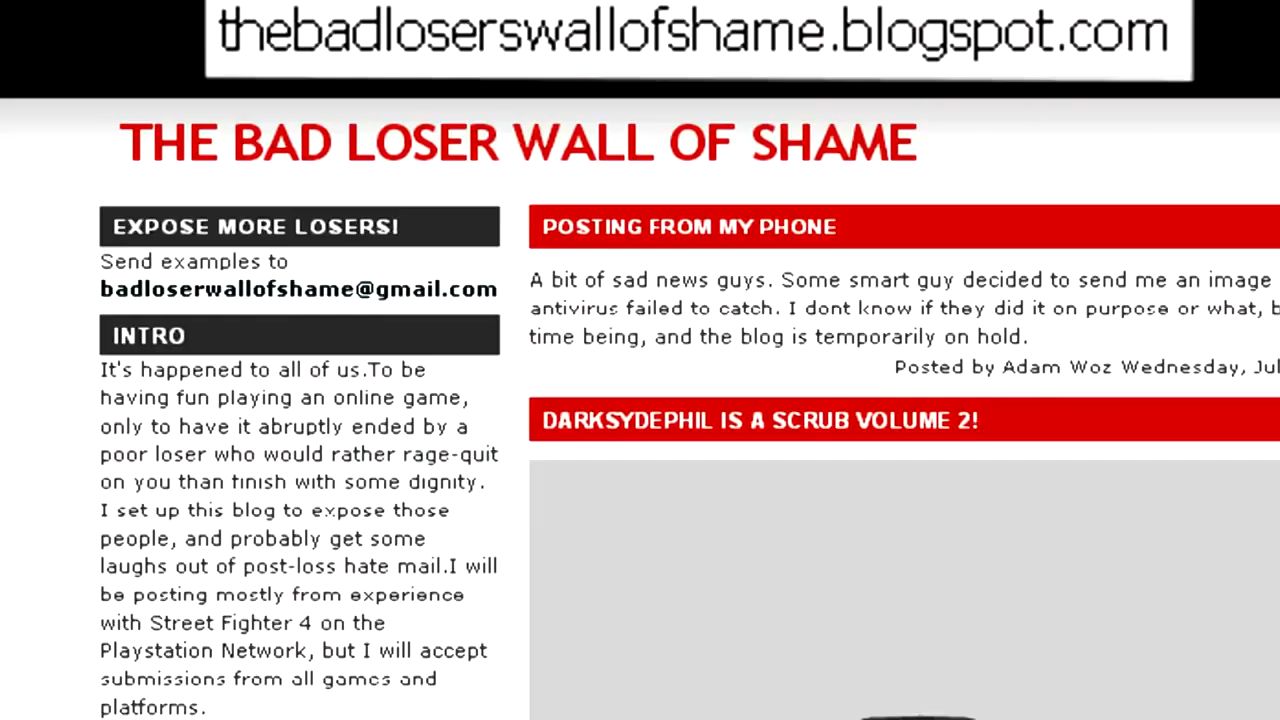 thebadloserswallofshame.blogspot.com
THE BAD LOSER WALL OF SHAME
EXPOSE MORE LOSERS!
Send examples to
badloserwallofshame@gmail.com
INTRO
It's happened to all of us.To be
having fun playing an online game,
only to have it abruptly ended by a
poor loser who would rather rage-quit
on you than finish with some dignity.
I set up this blog to expose those
people, and probably get some
laughs out of post-loss hate mail.I will
be posting mostly from experience
with Street Fighter 4 on the
Playstation Network, but I will accept
submissions from all games and
platforms.
POSTING FROM MY PHONE
A bit of sad news guys. Some smart guy decided to send me an image
antivirus failed to catch. I dont know if they did it on purpose or what,
time being, and the blog is temporarily on hold.
Posted by Adam Woz Wednesday,
DARKSYDEPHIL IS A SCRUB VOLUME 2!